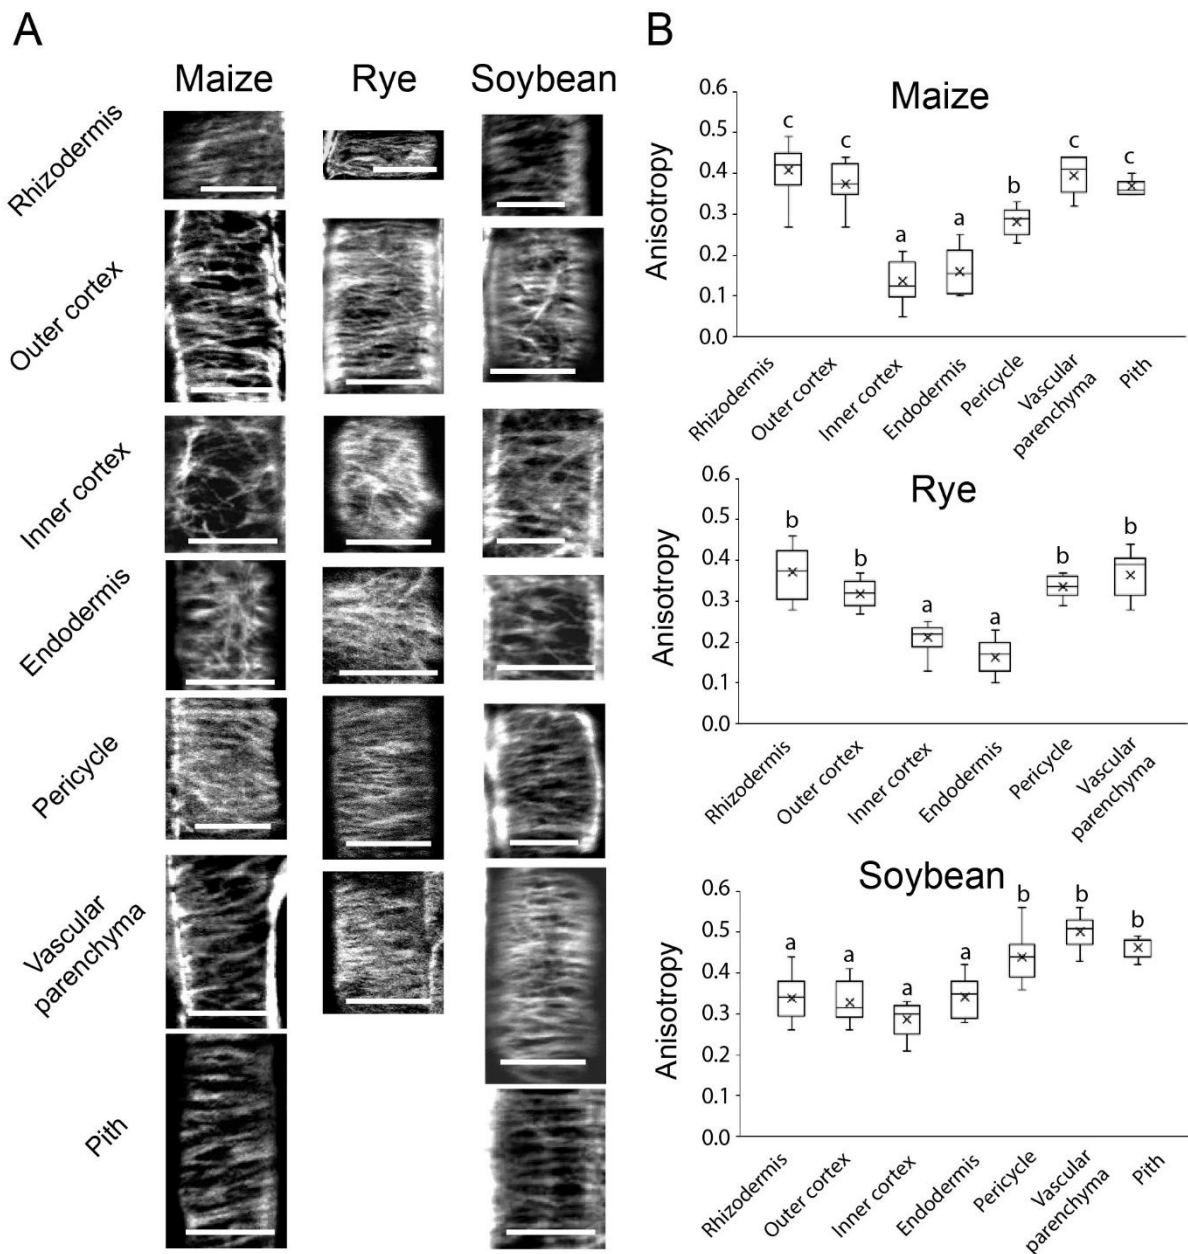 A
Maize Rye Soybean
Rhizodermis
Outer cortex
Inner cortex
Endodermis
Pericycle
Vascular
parenchyma
Pith
B
Maize
Anisotropy
0.6
0.5
0.4
0.3
0.2
0.1
0.0
c c a a b c c
Rhizodermis
Outer cortex
Inner cortex
Endodermis
Pericycle
Vascular
parenchyma
Pith
Rye
Anisotropy
0.6
0.5
0.4
0.3
0.2
0.1
0.0
b b a a b b
Rhizodermis
Outer cortex
Inner cortex
Endodermis
Pericycle
Vascular
parenchyma
Soybean
Anisotropy
0.6
0.5
0.4
0.3
0.2
0.1
0.0
a a a a b b b
Rhizodermis
Outer cortex
Inner cortex
Endodermis
Pericycle
Vascular
parenchyma
Pith